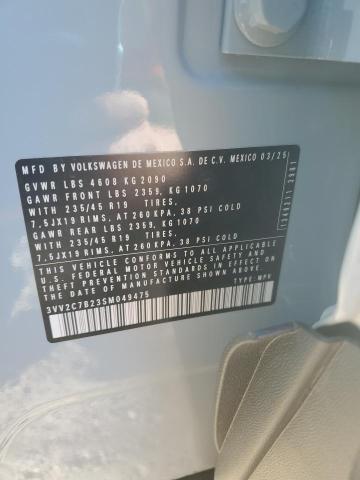 MFD BY VOLKSWAGEN DE MEXICO S.A. DE C.V. MEXICO 03/25
GVWR LBS 4608 KG 2090
GAWR FRONT LBS 2359, KG 1070
WITH 235/45 R19 TIRES,
7,5JX19 RIMS, AT 260KPA, 38 PSI COLD
GAWR REAR LBS 2359, KG 1070
WITH 235/45 R19 TIRES,
7,5JX19 RIMS, AT 260 KPA, 38 PSI COLD
THIS VEHICLE CONFORMS TO ALL APPLICABLE
U.S. FEDERAL MOTOR VEHICLE SAFETY AND
THEFT PREVENTION STANDARDS IN EFFECT
ON THE DATE OF MANUFACTURE SHOWN ABOVE
3VV2C7B23SM049475 TYPE: MPV